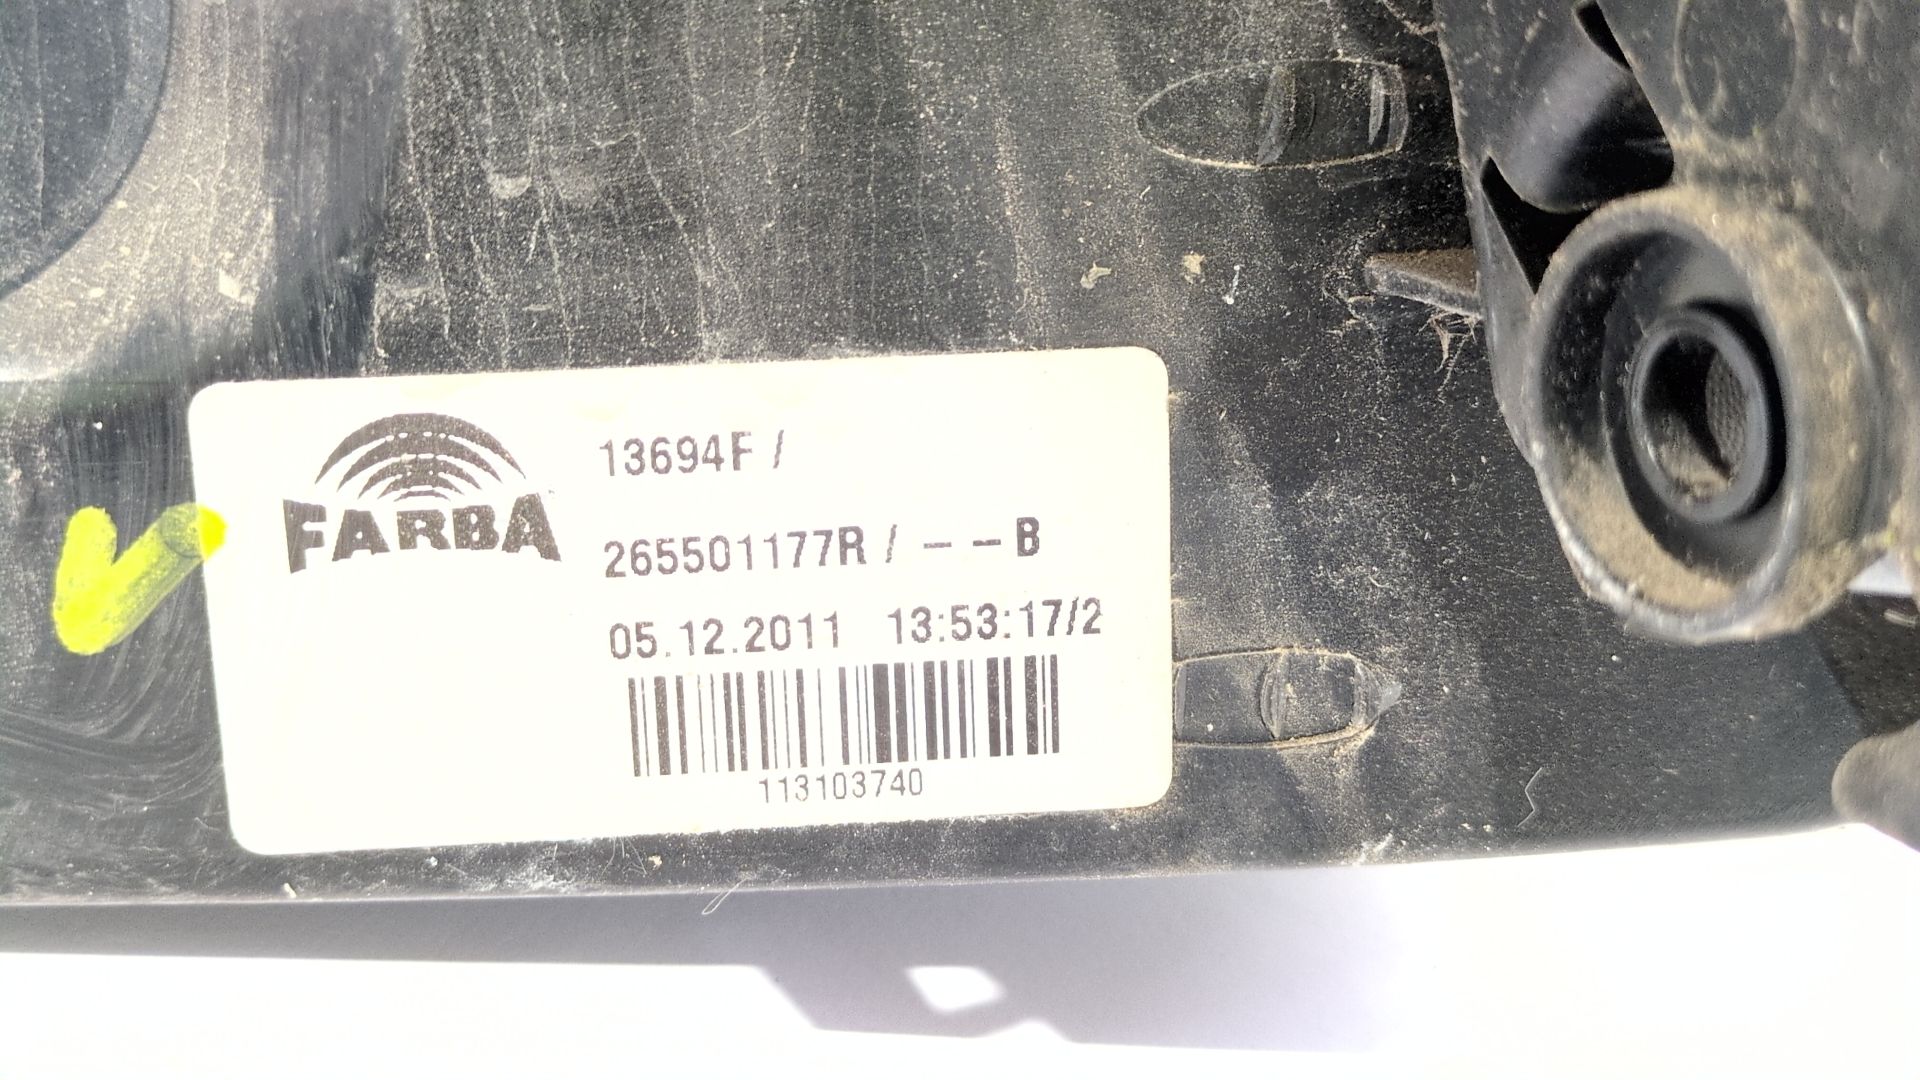 FARBA
13694F /
265501177R / - - B
05.12.2011 13:53:17/2
113103740